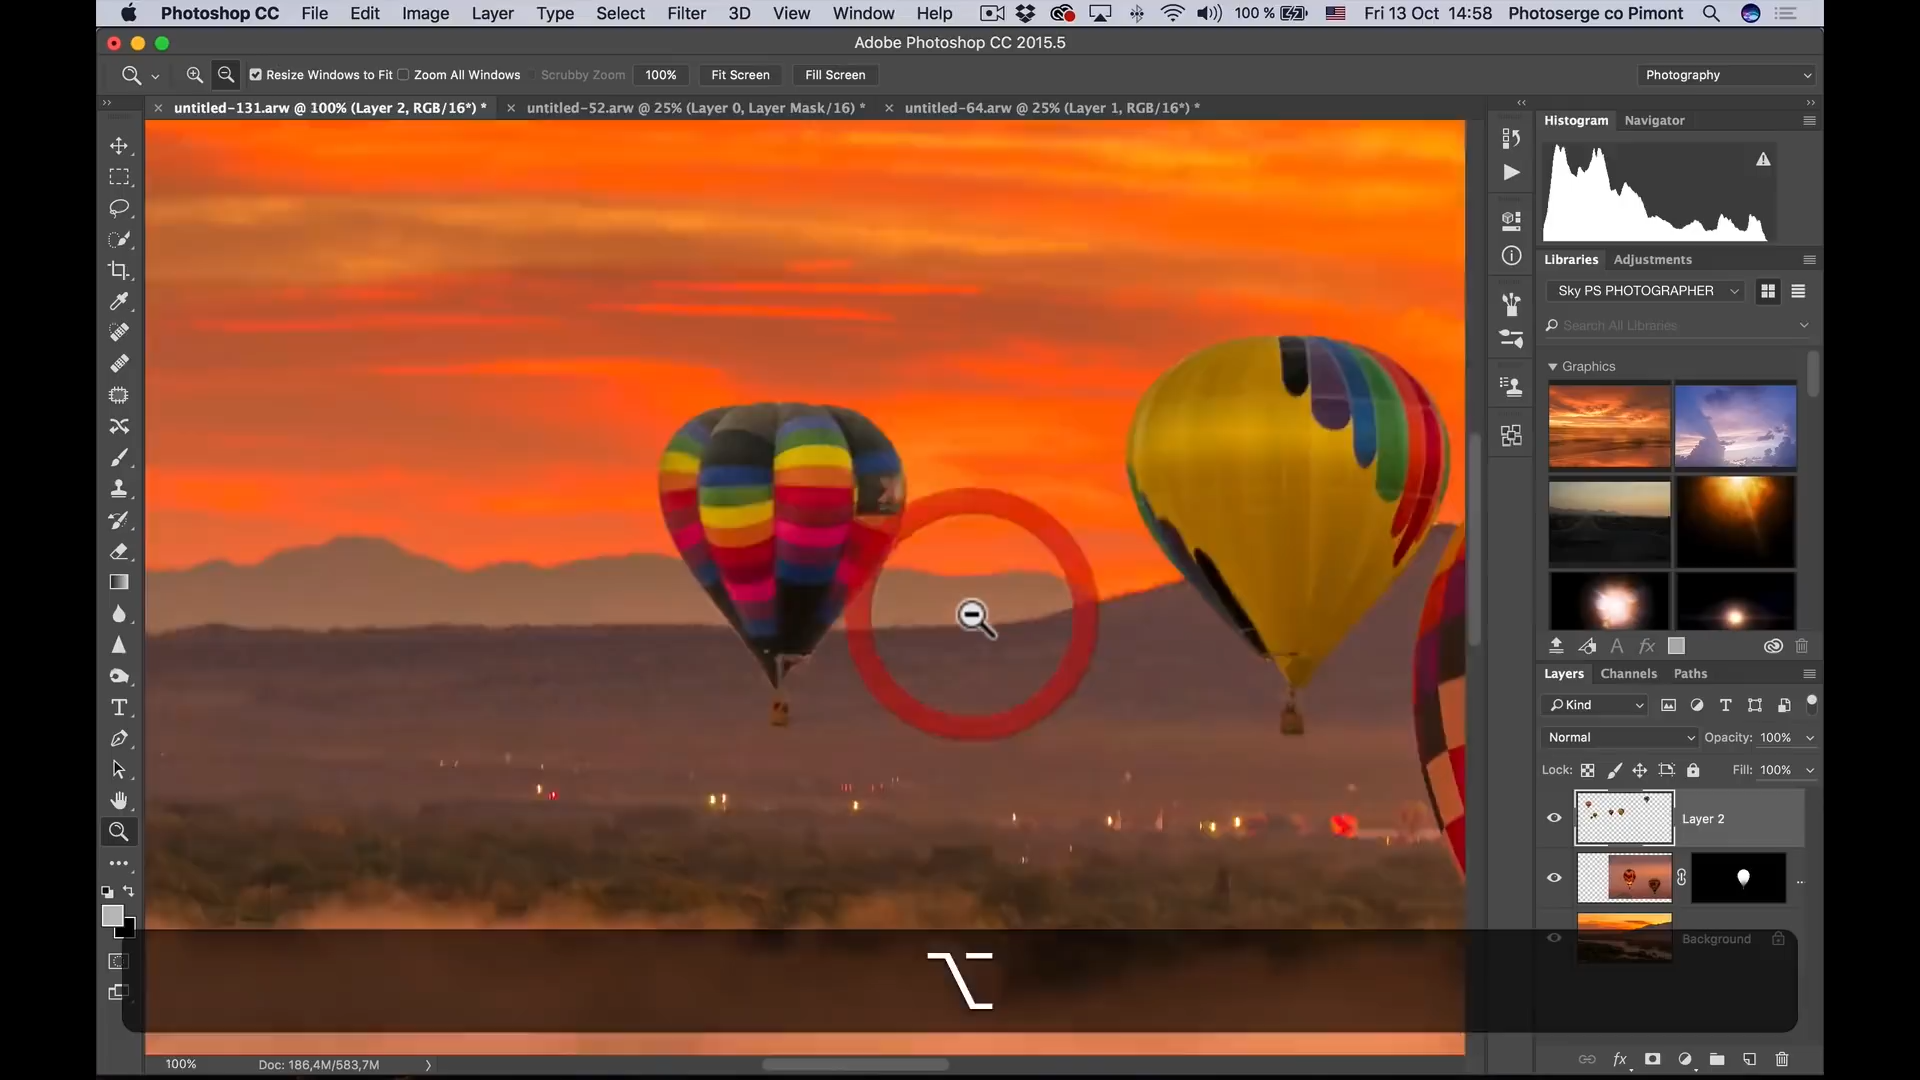 Photoshop CC File Edit Image Layer Type Select Filter 3D View Window Help 100 % Fri 13 Oct 14:58 Photoserge co Pimont
Adobe Photoshop CC 2015.5
Resize Windows to Fit Zoom All Windows Scrubby Zoom 100% Fit Screen Fill Screen Photography
untitled-131.arw @ 100% (Layer 2, RGB/16*) * untitled-52.arw @ 25% (Layer 0, Layer Mask/16) * untitled-64.arw @ 25% (Layer 1, RGB/16*) *
Histogram Navigator
Libraries Adjustments
Sky PS PHOTOGRAPHER
Search All Libraries
Graphics
Layers Channels Paths
Kind
Normal Opacity: 100%
Lock: Fill: 100%
Layer 2
Background
100% Doc: 186,4M/583,7M